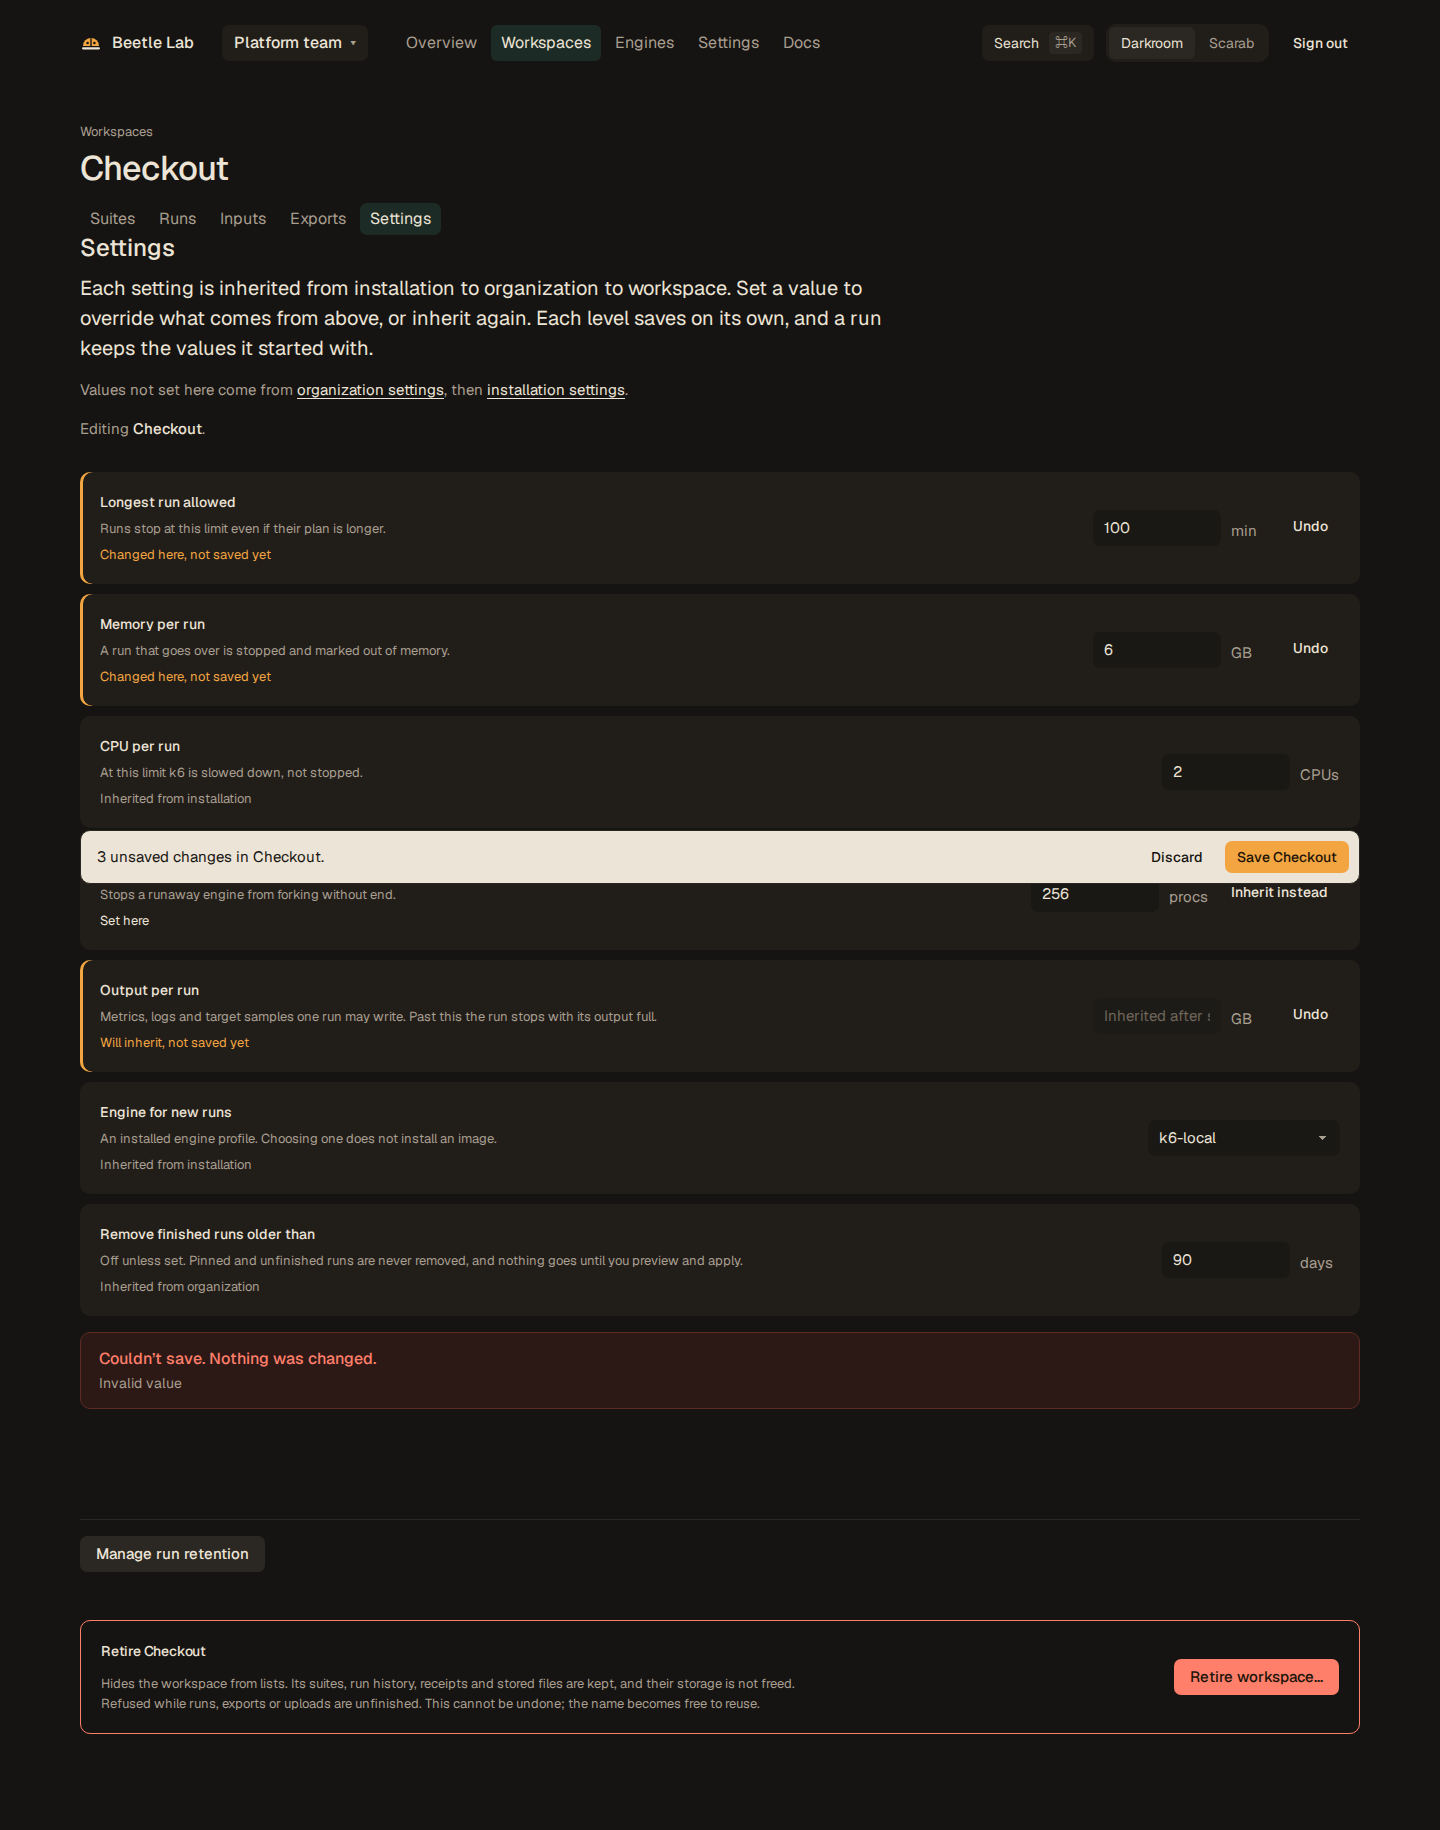 Beetle Lab
Platform team
Overview
Workspaces
Engines
Settings
Docs
Search ⌘K
Darkroom
Scarab
Sign out
Workspaces
Checkout
Suites
Runs
Inputs
Exports
Settings
Settings
Each setting is inherited from installation to organization to workspace. Set a value to
override what comes from above, or inherit again. Each level saves on its own, and a run
keeps the values it started with.
Values not set here come from organization settings, then installation settings.
Editing Checkout.
Longest run allowed
Runs stop at this limit even if their plan is longer.
Changed here, not saved yet
100 min
Undo
Memory per run
A run that goes over is stopped and marked out of memory.
Changed here, not saved yet
6 GB
Undo
CPU per run
At this limit k6 is slowed down, not stopped.
Inherited from installation
2 CPUs
3 unsaved changes in Checkout.
Discard
Save Checkout
Stops a runaway engine from forking without end.
Set here
256 procs
Inherit instead
Output per run
Metrics, logs and target samples one run may write. Past this the run stops with its output full.
Will inherit, not saved yet
Inherited after GB
Undo
Engine for new runs
An installed engine profile. Choosing one does not install an image.
Inherited from installation
k6-local
Remove finished runs older than
Off unless set. Pinned and unfinished runs are never removed, and nothing goes until you preview and apply.
Inherited from organization
90 days
Couldn't save. Nothing was changed.
Invalid value
Manage run retention
Retire Checkout
Hides the workspace from lists. Its suites, run history, receipts and stored files are kept, and their storage is not freed.
Refused while runs, exports or uploads are unfinished. This cannot be undone; the name becomes free to reuse.
Retire workspace…